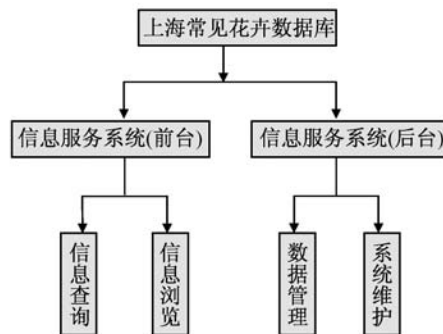 上海常见花卉数据库
信息服务系统(前台)
信息服务系统(后台)
信息查询
信息浏览
数据管理
系统维护